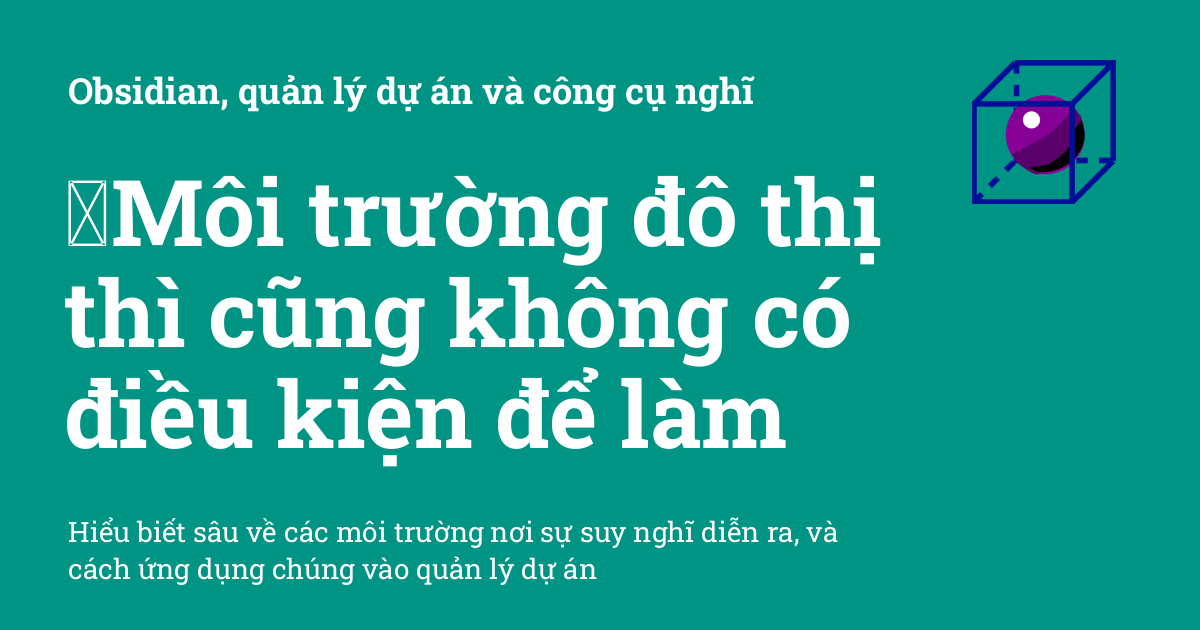 Obsidian, quản lý dự án và công cụ nghĩ
Môi trường đô thị
thì cũng không có
điều kiện để làm
Hiểu biết sâu về các môi trường nơi sự suy nghĩ diễn ra, và
cách ứng dụng chúng vào quản lý dự án